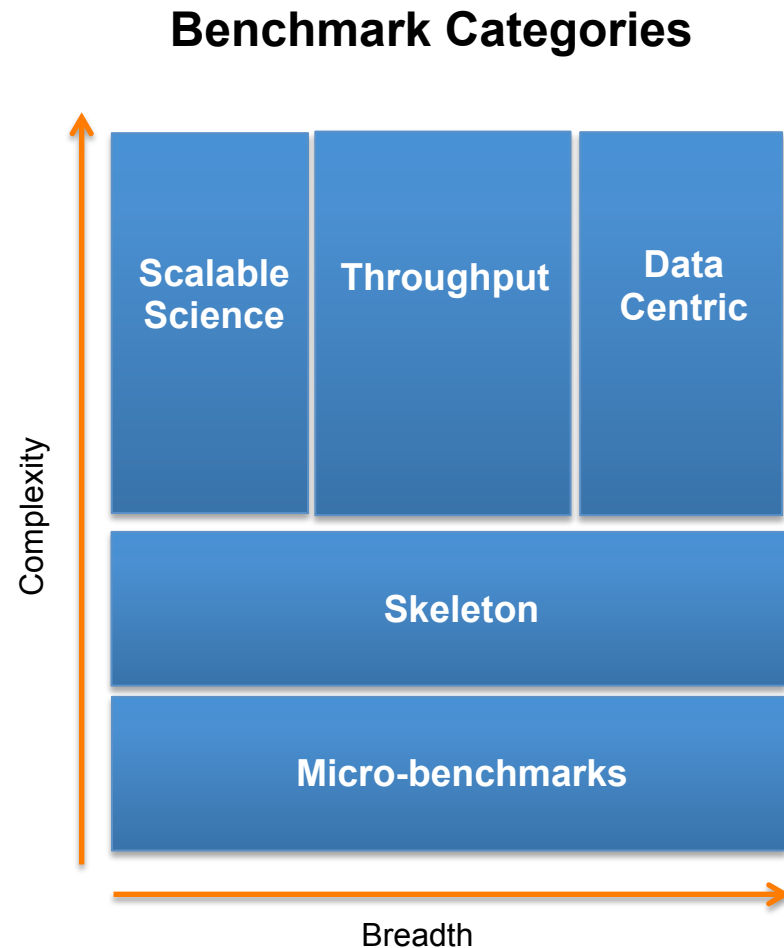 Benchmark Categories
Scalable
Science
Throughput
Data
Centric
Complexity
Skeleton
Micro-benchmarks
Breadth